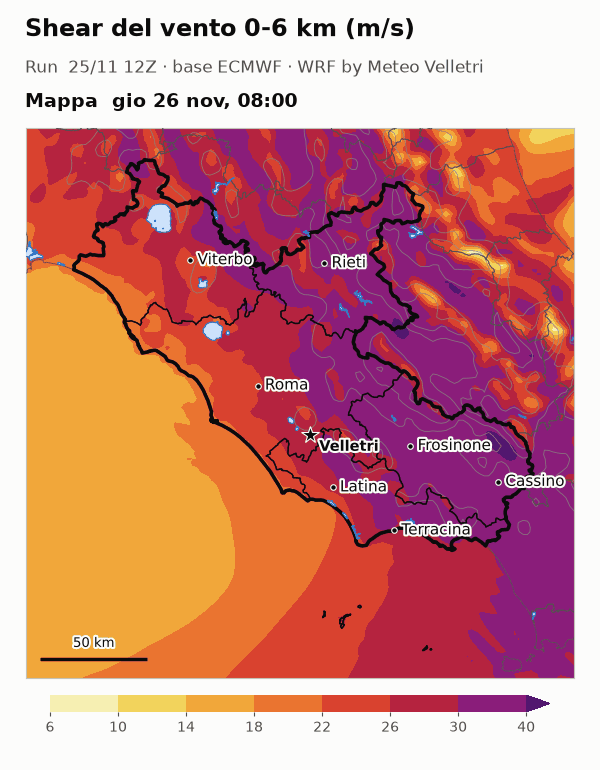 Shear del vento 0-6 km (m/s)
Run 25/11 12Z · base ECMWF · WRF by Meteo Velletri
Mappa gio 26 nov, 08:00
Viterbo
Rieti
Roma
Velletri
Frosinone
Latina
Cassino
Terracina
50 km
6 10 14 18 22 26 30 40